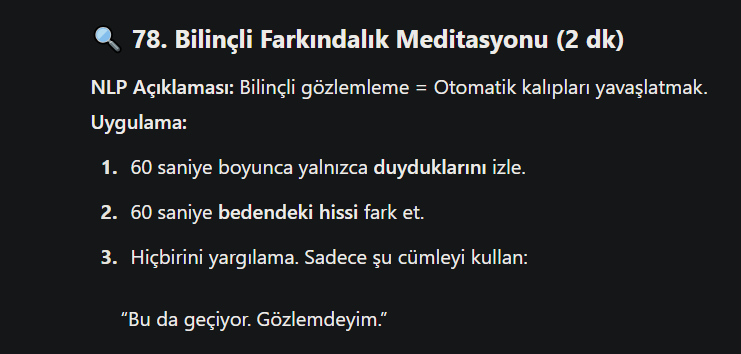 🔍 78. Bilinçli Farkındalık Meditasyonu (2 dk)
NLP Açıklaması: Bilinçli gözlemleme = Otomatik kalıpları yavaşlatmak.
Uygulama:
1. 60 saniye boyunca yalnızca duyduklarını izle.
2. 60 saniye bedendeki hissi fark et.
3. Hiçbirini yargılama. Sadece şu cümleyi kullan:
“Bu da geçiyor. Gözlemdeyim.”